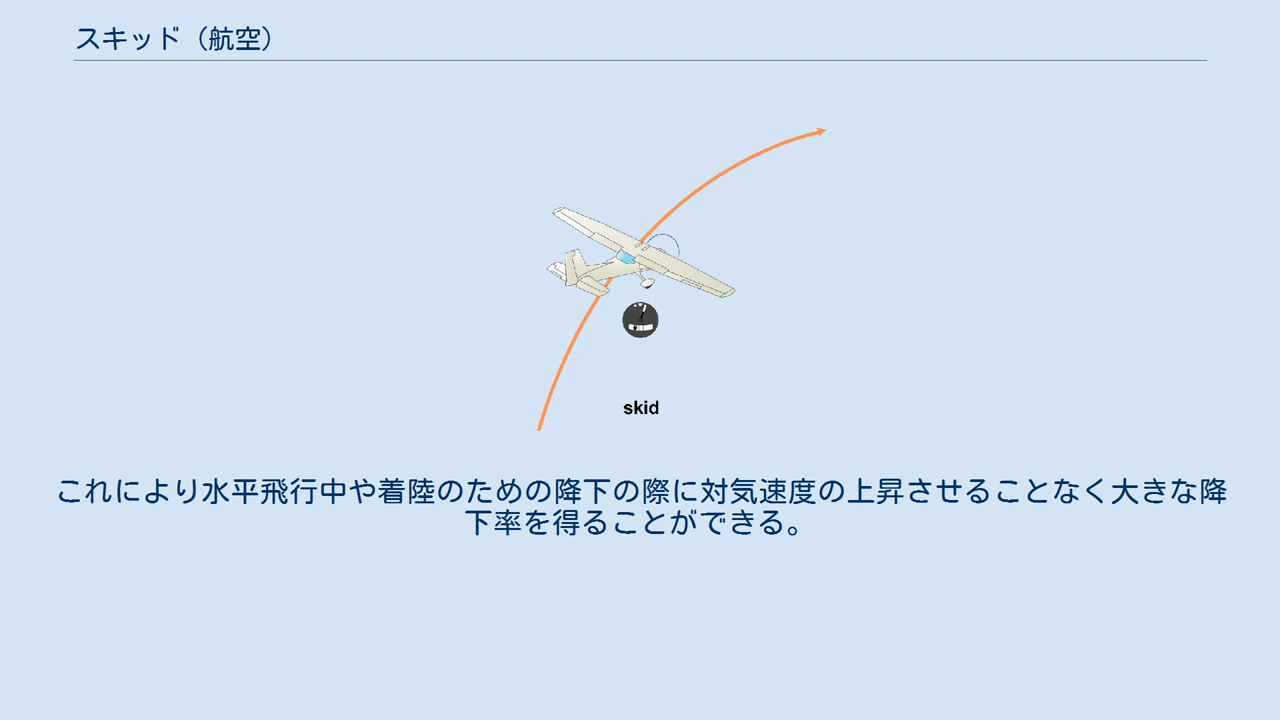 スキッド（航空）
skid
これにより水平飛行中や着陸のための降下の際に対気速度の上昇させることなく大きな降
下率を得ることができる。